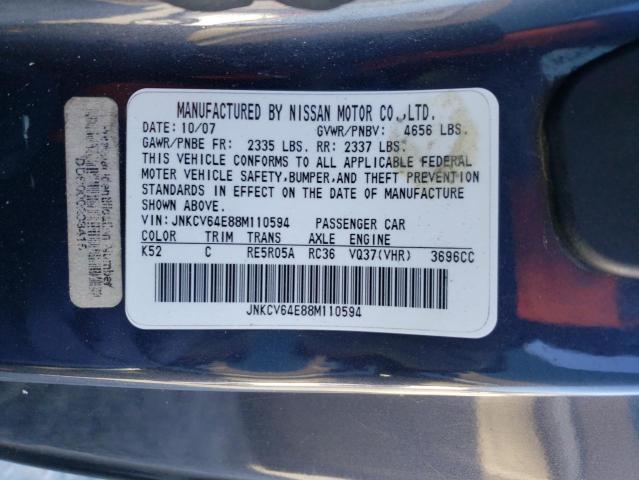 MANUFACTURED BY NISSAN MOTOR CO.,LTD.
DATE: 10/07 GVWR/PNBV: 4656 LBS.
GAWR/PNBE FR: 2335 LBS. RR: 2337 LBS.
THIS VEHICLE CONFORMS TO ALL APPLICABLE FEDERAL
MOTER VEHICLE SAFETY,BUMPER,AND THEFT PREVENTION
STANDARDS IN EFFECT ON THE DATE OF MANUFACTURE
SHOWN ABOVE.
VIN: JNKCV64E88M110594 PASSENGER CAR
COLOR TRIM TRANS AXLE ENGINE
K52 C RE5R05A RC36 VQ37(VHR) 3696CC
JNKCV64E88M110594
Identification Number